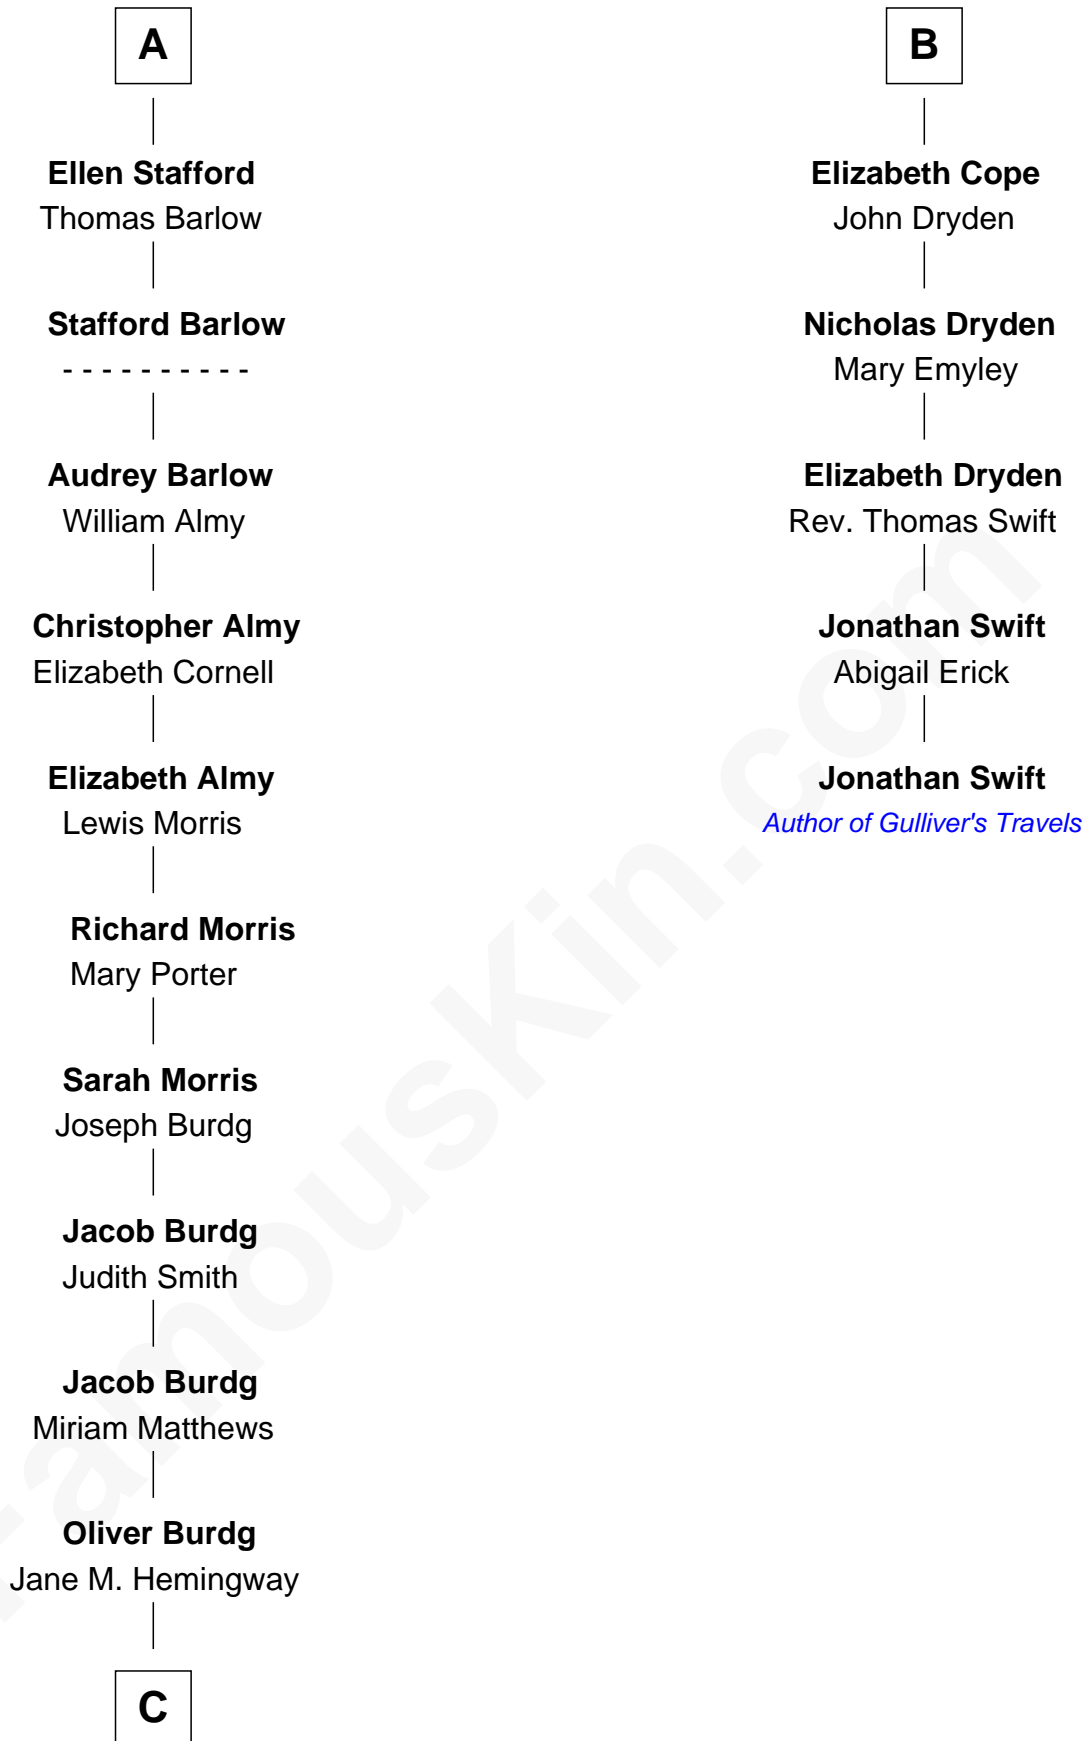 A
Ellen Stafford
Thomas Barlow
Stafford Barlow
- - - - - - - - - -
Audrey Barlow
William Almy
Christopher Almy
Elizabeth Cornell
Elizabeth Almy
Lewis Morris
Richard Morris
Mary Porter
Sarah Morris
Joseph Burdg
Jacob Burdg
Judith Smith
Jacob Burdg
Miriam Matthews
Oliver Burdg
Jane M. Hemingway
C
B
Elizabeth Cope
John Dryden
Nicholas Dryden
Mary Emyley
Elizabeth Dryden
Rev. Thomas Swift
Jonathan Swift
Abigail Erick
Jonathan Swift
Author of Gulliver's Travels
FamousKin.com